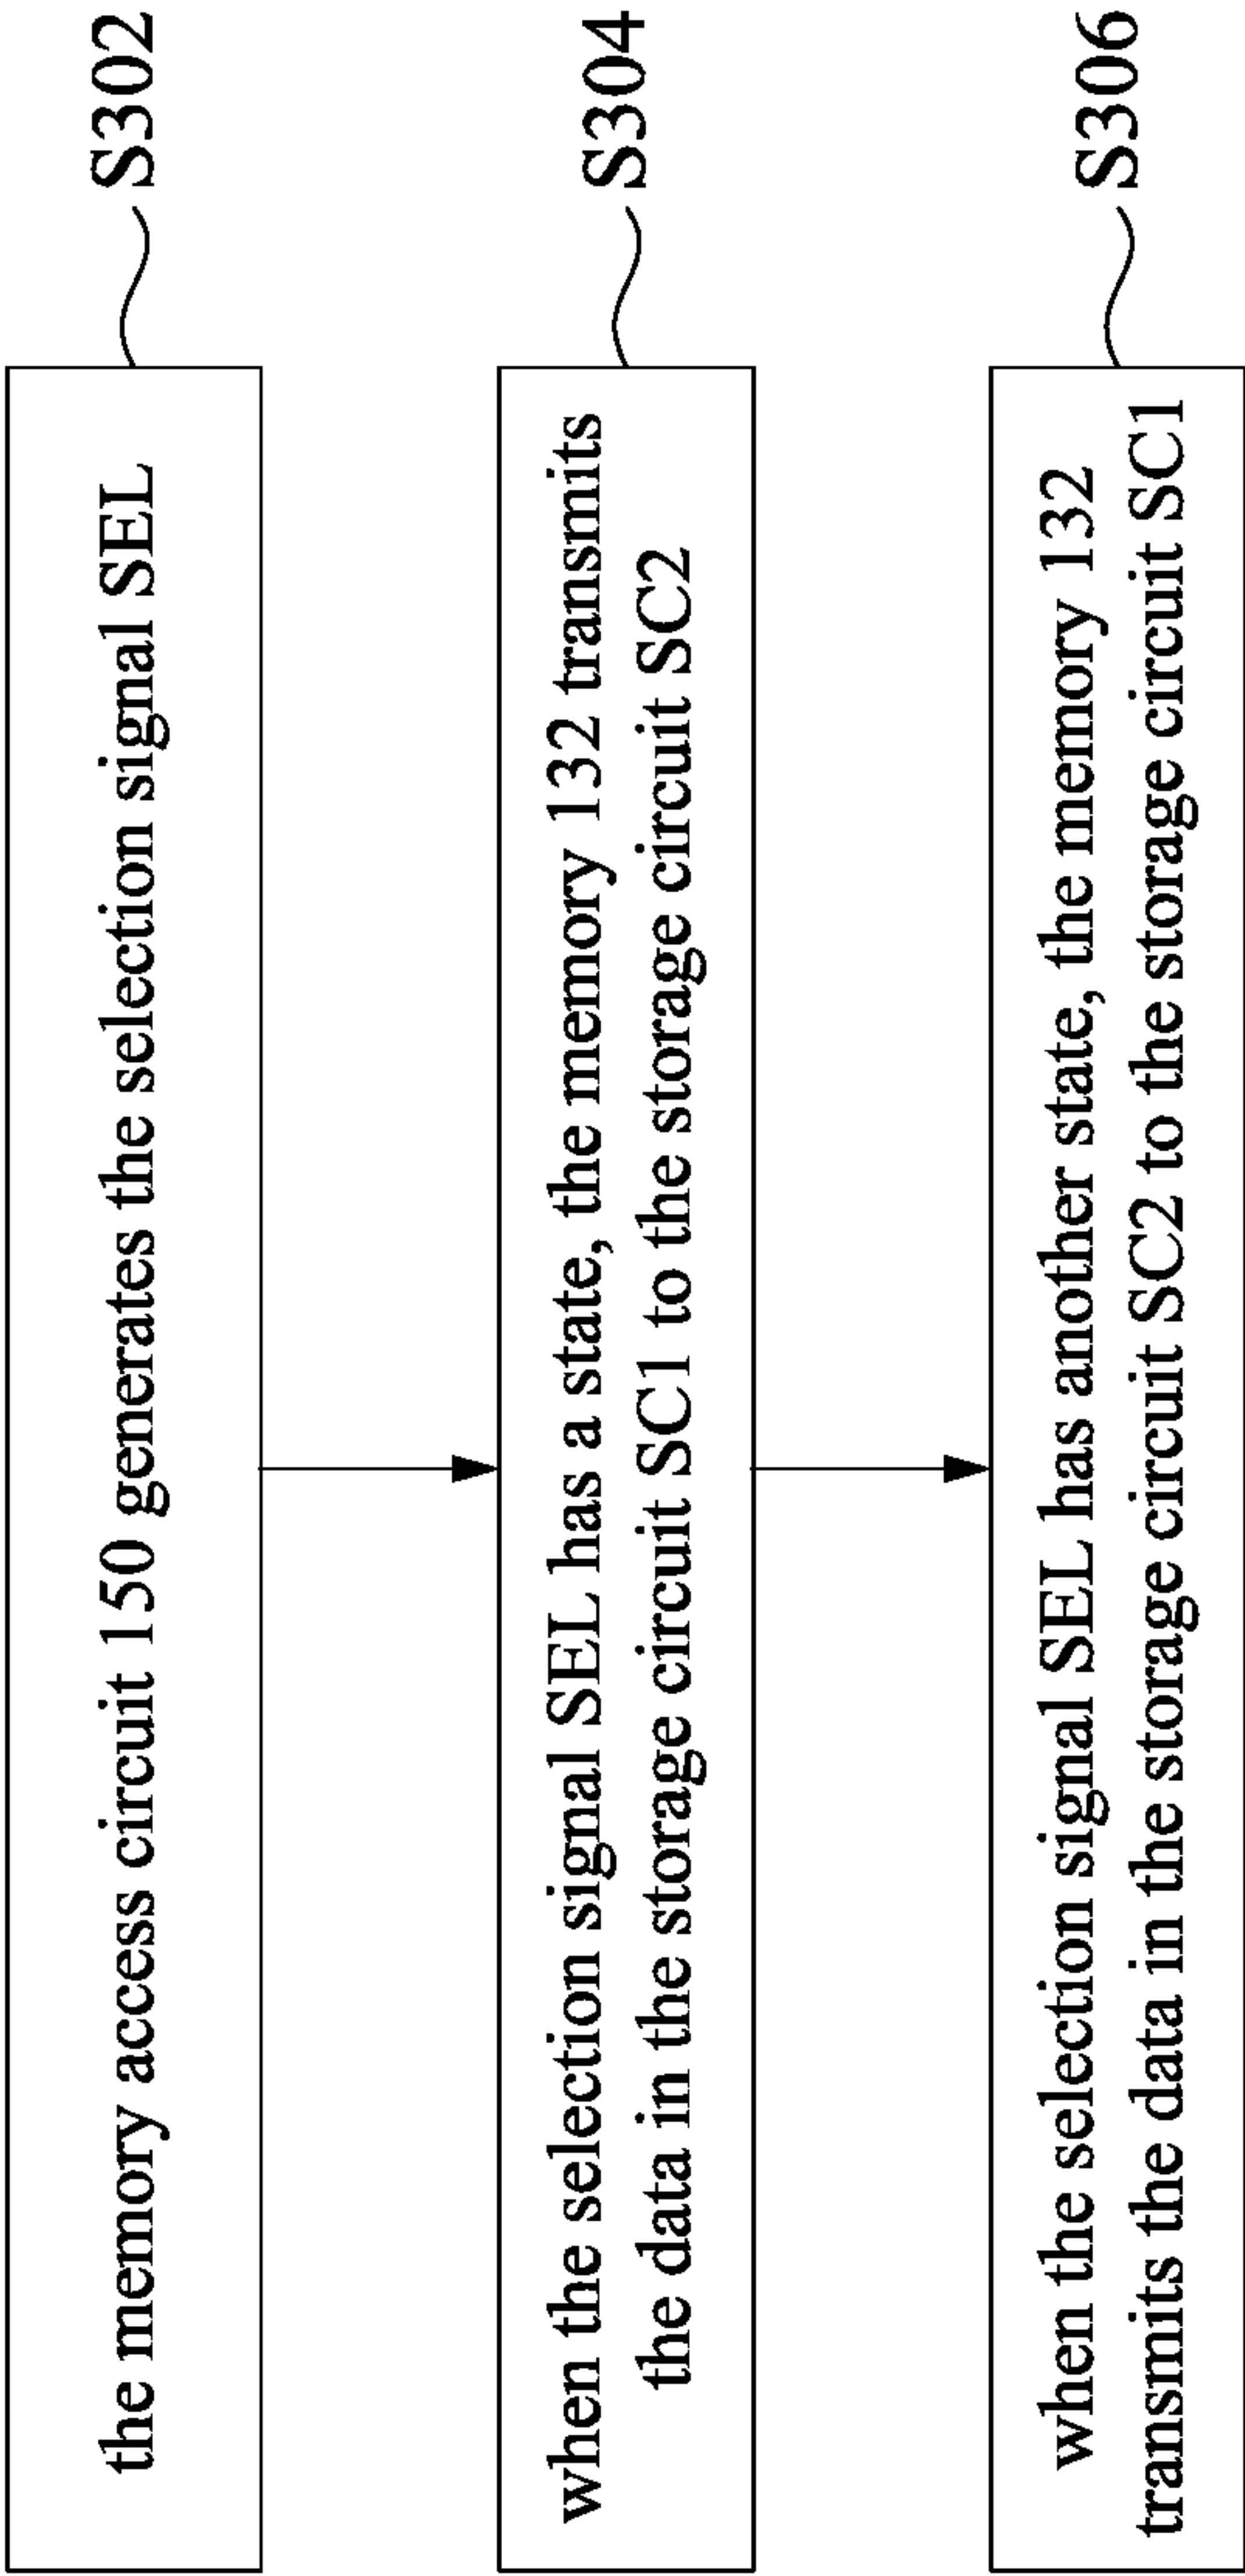 the memory access circuit 150 generates the selection signal SEL
S302
when the selection signal SEL has a state, the memory 132 transmits
the data in the storage circuit SC1 to the storage circuit SC2
S304
when the selection signal SEL has another state, the memory 132
transmits the data in the storage circuit SC2 to the storage circuit SC1
S306